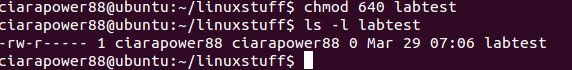 ciarapower88@ubuntu:~/linuxstuff$ chmod 640 labtest
ciarapower88@ubuntu:~/linuxstuff$ ls -l labtest
-rw-r----- 1 ciarapower88 ciarapower88 0 Mar 29 07:06 labtest
ciarapower88@ubuntu:~/linuxstuff$